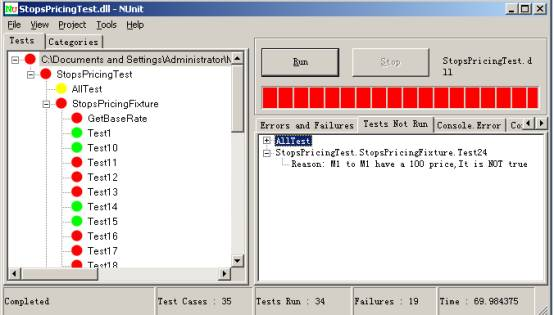 StopsPricingTest.dll - NUnit
File View Project Tools Help
Tests Categories
C:\Documents and Settings\Administrator\
StopsPricingTest
AllTest
StopsPricingFixture
GetBaseRate
Test1
Test10
Test11
Test12
Test13
Test14
Test15
Test16
Test17
Test18
Run Stop StopsPricingTest.d
ll
Errors and Failures Tests Not Run Console.Error
AllTest
StopsPricingTest.StopsPricingFixture.Test24
Reason: M1 to M1 have a 100 price,It is NOT true
Completed Test Cases : 35 Tests Run : 34 Failures : 19 Time : 69.984375